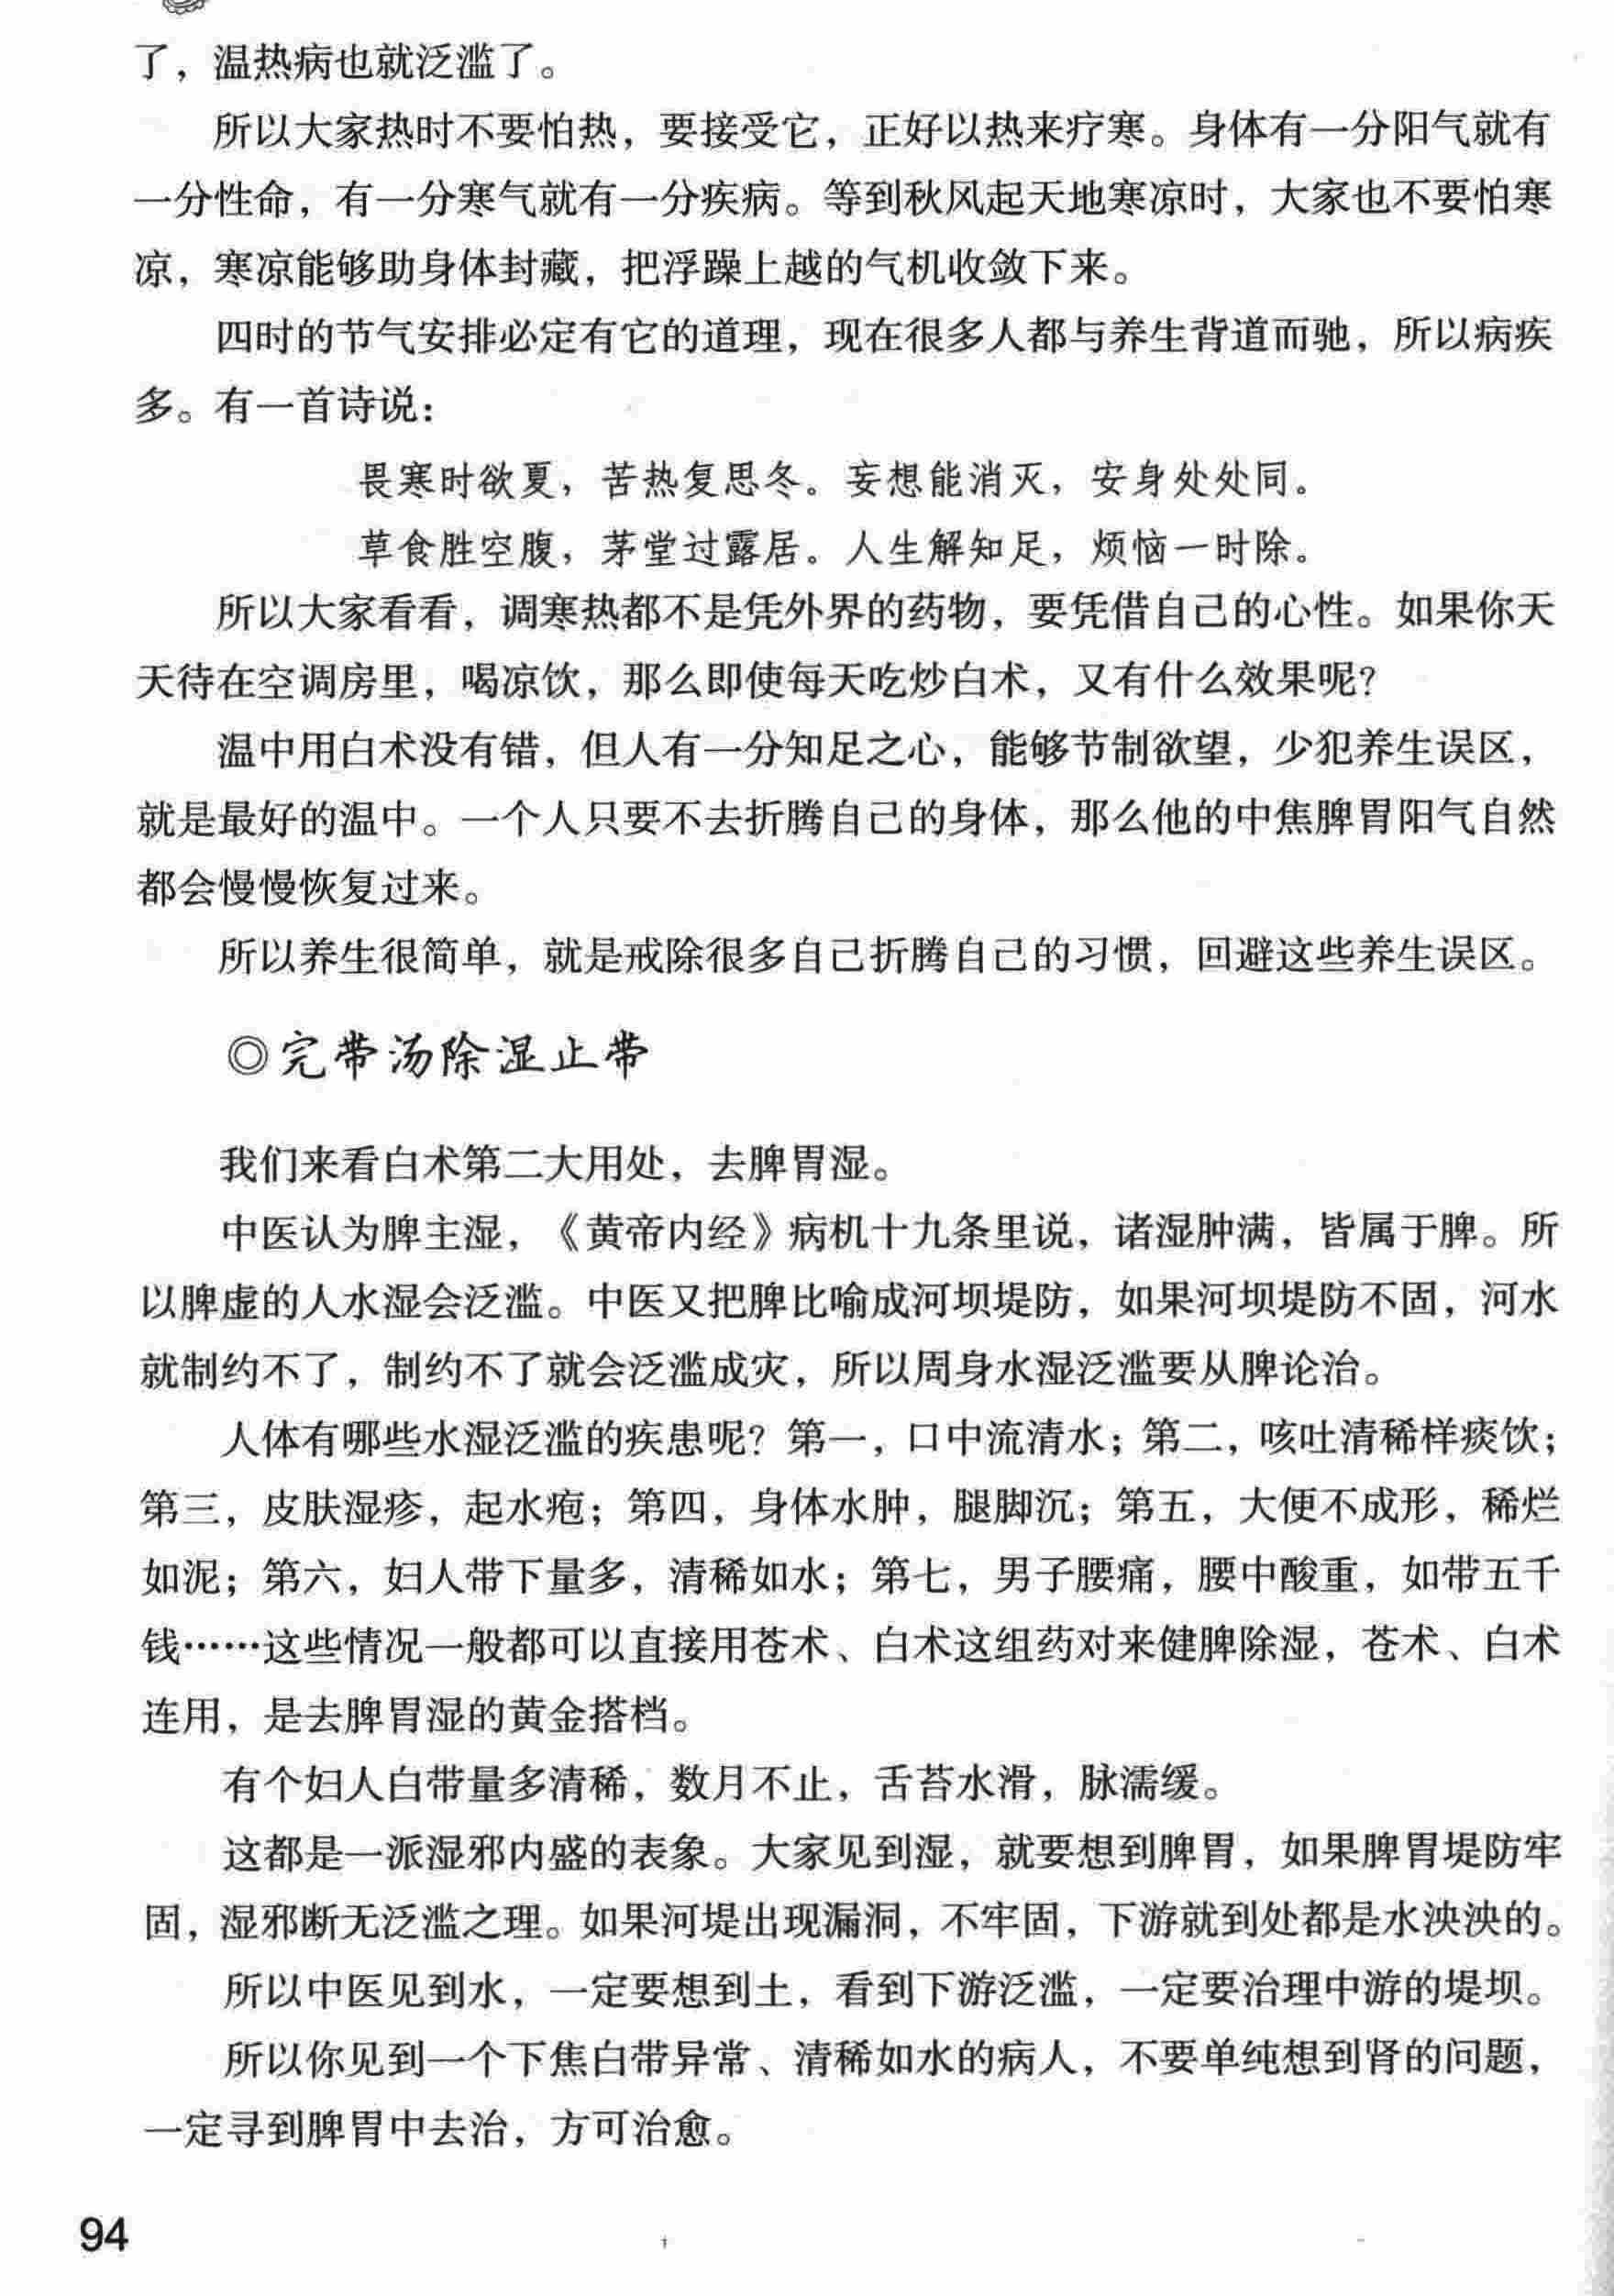 了，温热病也就泛滥了。
所以大家热时不要怕热，要接受它，正好以热来疗寒。身体有一分阳气就有
一分性命，有一分寒气就有一分疾病。等到秋风起天地寒凉时，大家也不要怕寒
凉，寒凉能够助身体封藏，把浮躁上越的气机收敛下来。
四时的节气安排必定有它的道理，现在很多人都与养生背道而驰，所以病疾
多。有一首诗说：
畏寒时欲夏，苦热复思冬。妄想能消灭，安身处处同。
草食胜空腹，茅堂过露居。人生解知足，烦恼一时除。
所以大家看看，调寒热都不是凭外界的药物，要凭借自己的心性。如果你天
天待在空调房里，喝凉饮，那么即使每天吃炒白术，又有什么效果呢？
温中用白术没有错，但人有一分知足之心，能够节制欲望，少犯养生误区，
就是最好的温中。一个人只要不去折腾自己的身体，那么他的中焦脾胃阳气自然
都会慢慢恢复过来。
所以养生很简单，就是戒除很多自己折腾自己的习惯，回避这些养生误区。
◎完带汤除湿止带
我们来看白术第二大用处，去脾胃湿。
中医认为脾主湿，《黄帝内经》病机十九条里说，诸湿肿满，皆属于脾。所
以脾虚的人水湿会泛滥。中医又把脾比喻成河坝堤防，如果河坝堤防不固，河水
就制约不了，制约不了就会泛滥成灾，所以周身水湿泛滥要从脾论治。
人体有哪些水湿泛滥的疾患呢？第一，口中流清水；第二，咳吐清稀样痰饮；
第三，皮肤湿疹，起水疱；第四，身体水肿，腿脚沉；第五，大便不成形，稀烂
如泥；第六，妇人带下量多，清稀如水；第七，男子腰痛，腰中酸重，如带五千
钱……这些情况一般都可以直接用苍术、白术这组药对来健脾除湿，苍术、白术
连用，是去脾胃湿的黄金搭档。
有个妇人白带量多清稀，数月不止，舌苔水滑，脉濡缓。
这都是一派湿邪内盛的表象。大家见到湿，就要想到脾胃，如果脾胃堤防牢
固，湿邪断无泛滥之理。如果河堤出现漏洞，不牢固，下游就到处都是水泱泱的。
所以中医见到水，一定要想到土，看到下游泛滥，一定要治理中游的堤坝。
所以你见到一个下焦白带异常、清稀如水的病人，不要单纯想到肾的问题，
一定寻到脾胃中去治，方可治愈。
94